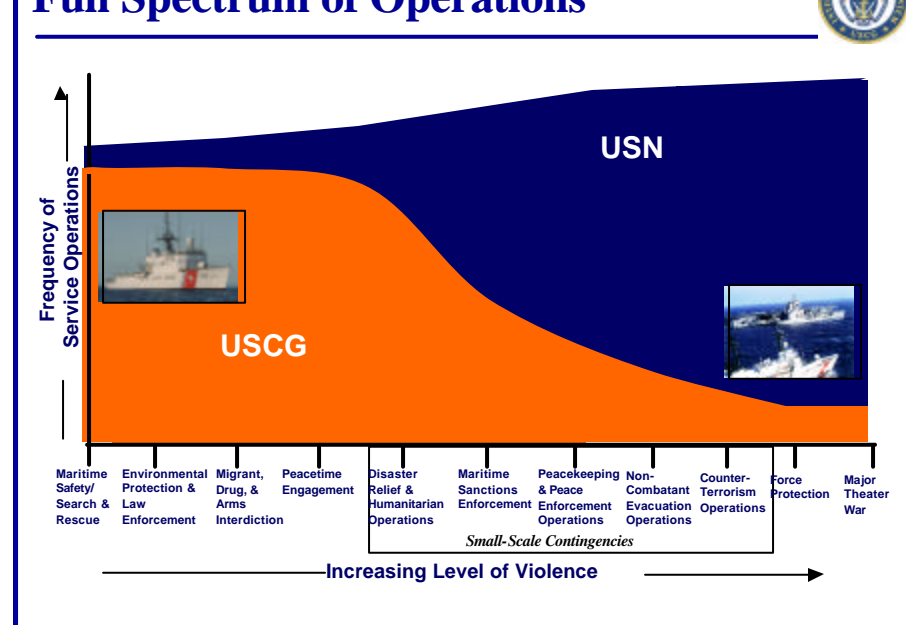 Full Spectrum of Operations
USCG
USN
USCG
Frequency of
Service Operations
Maritime
Safety/
Search &
Rescue
Environmental
Protection &
Law
Enforcement
Migrant,
Drug, &
Arms
Interdiction
Peacetime
Engagement
Disaster
Relief &
Humanitarian
Operations
Maritime
Sanctions
Enforcement
Peacekeeping
& Peace
Enforcement
Operations
Non-
Combatant
Evacuation
Operations
Counter-
Terrorism
Operations
Force
Protection
Major
Theater
War
Small-Scale Contingencies
Increasing Level of Violence